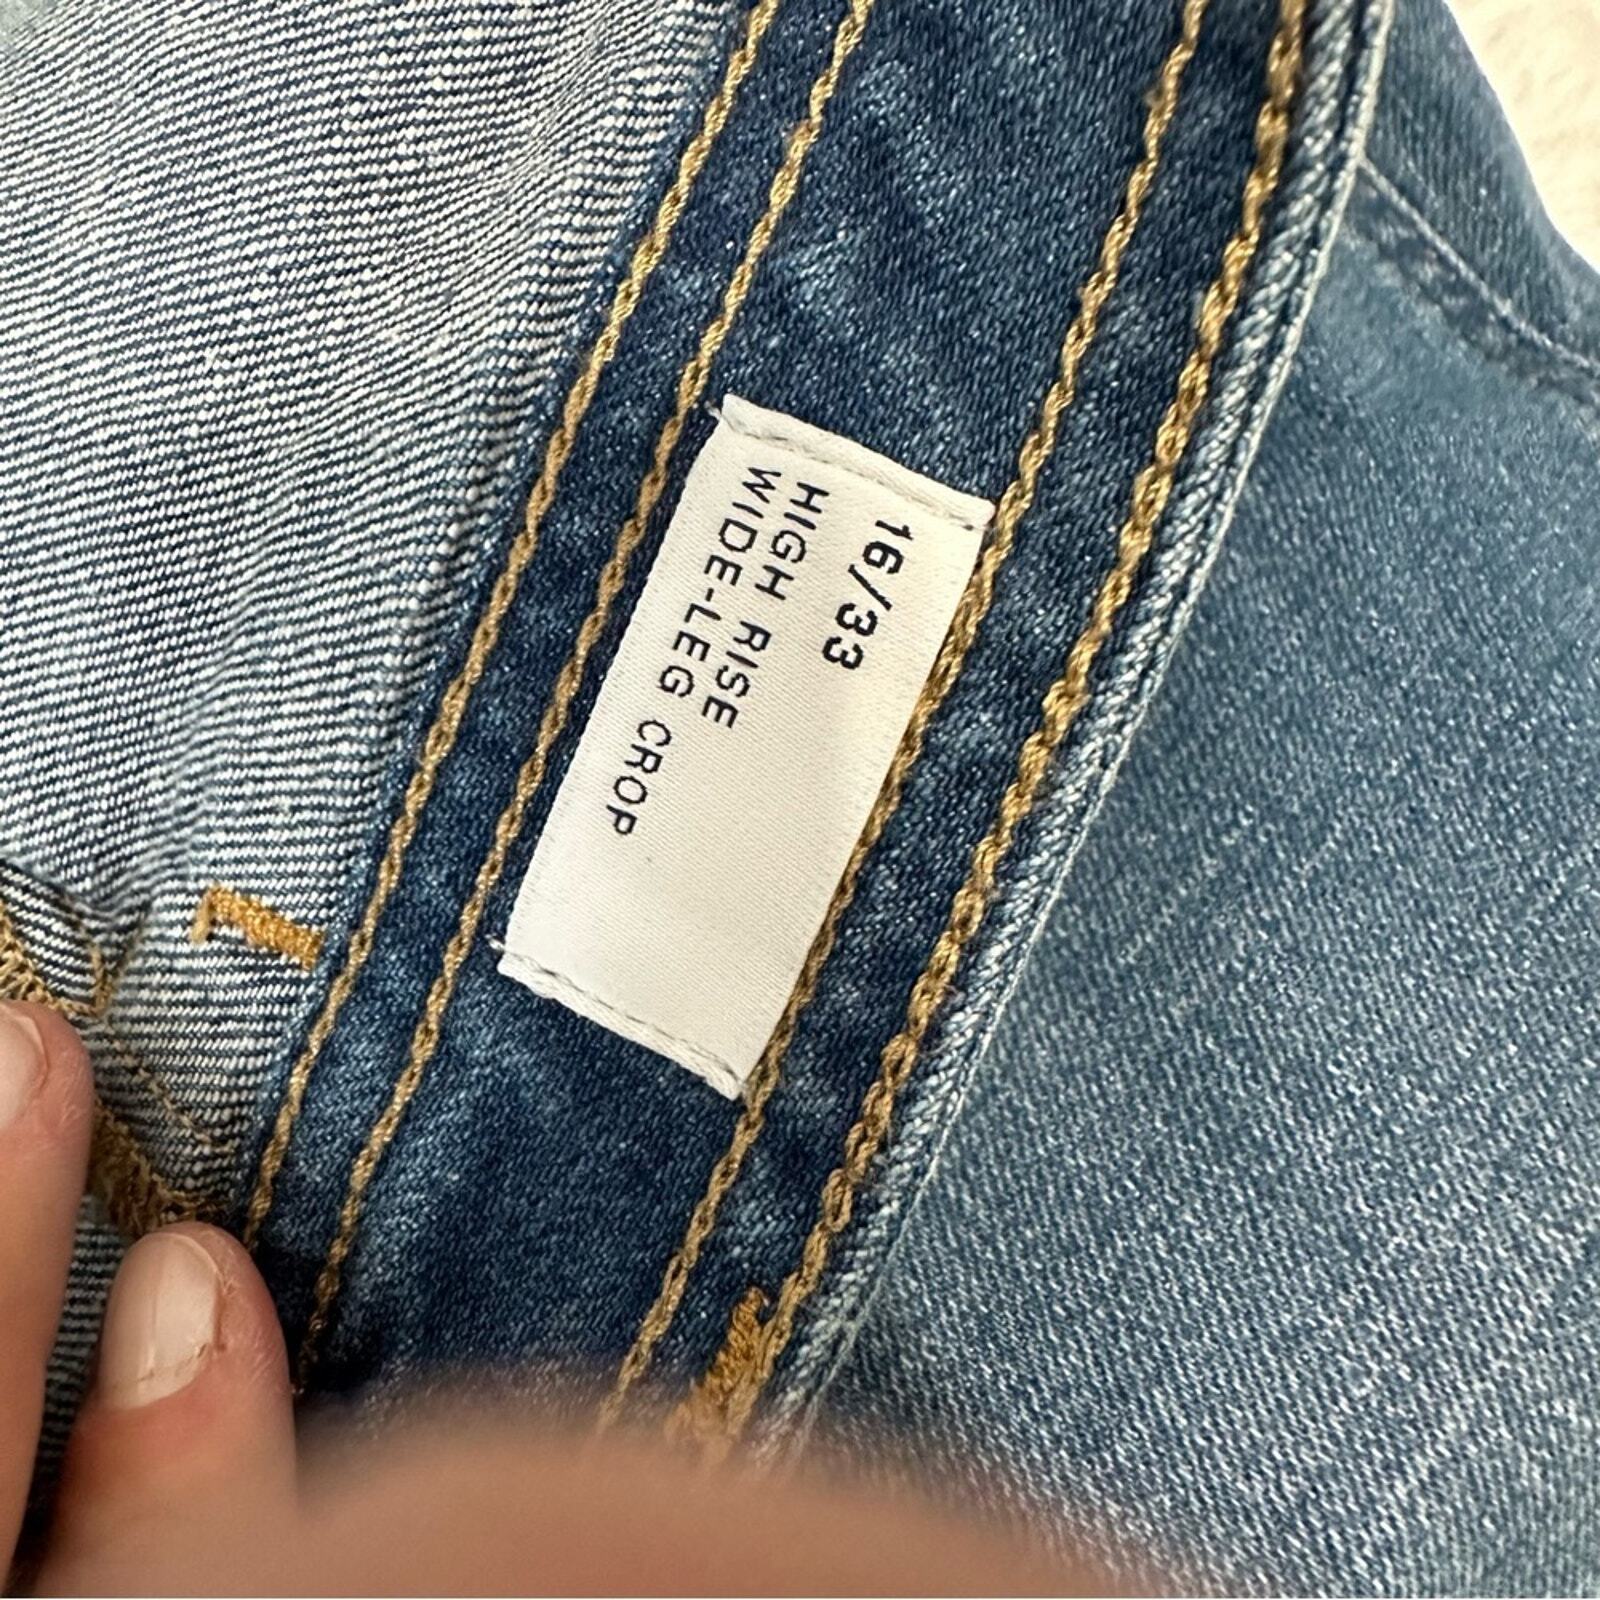 16/33
HIGH RISE
WIDE-LEG CROP